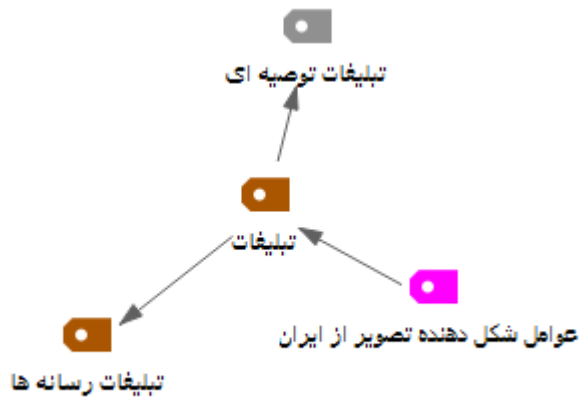 تبلیغات توصیه ای
تبلیغات
عوامل شکل دهنده تصویر از ایران
تبلیغات رسانه ها